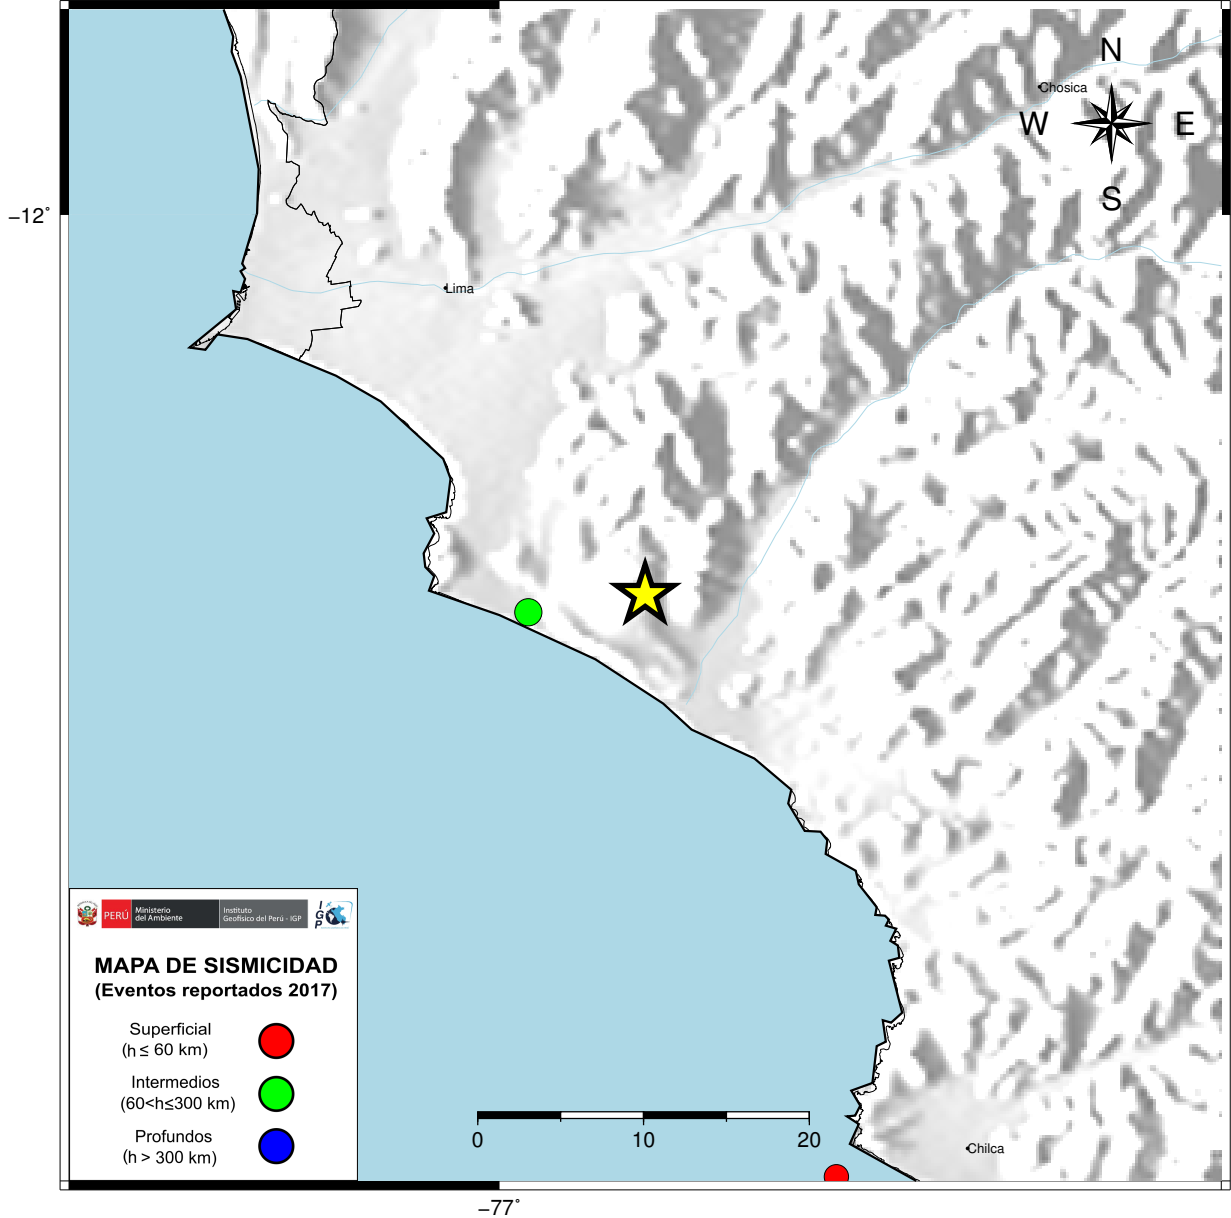 N
Chosica
W
E
S
−12˚
Lima
PERÚ
Ministerio
del Ambiente
Instituto
Geofísico del Perú - IGP
IGP
MAPA DE SISMICIDAD
(Eventos reportados 2017)
Superficial
(h ≤ 60 km)
Intermedios
(60<h≤300 km)
Profundos
(h > 300 km)
0
10
20
Chilca
−77˚